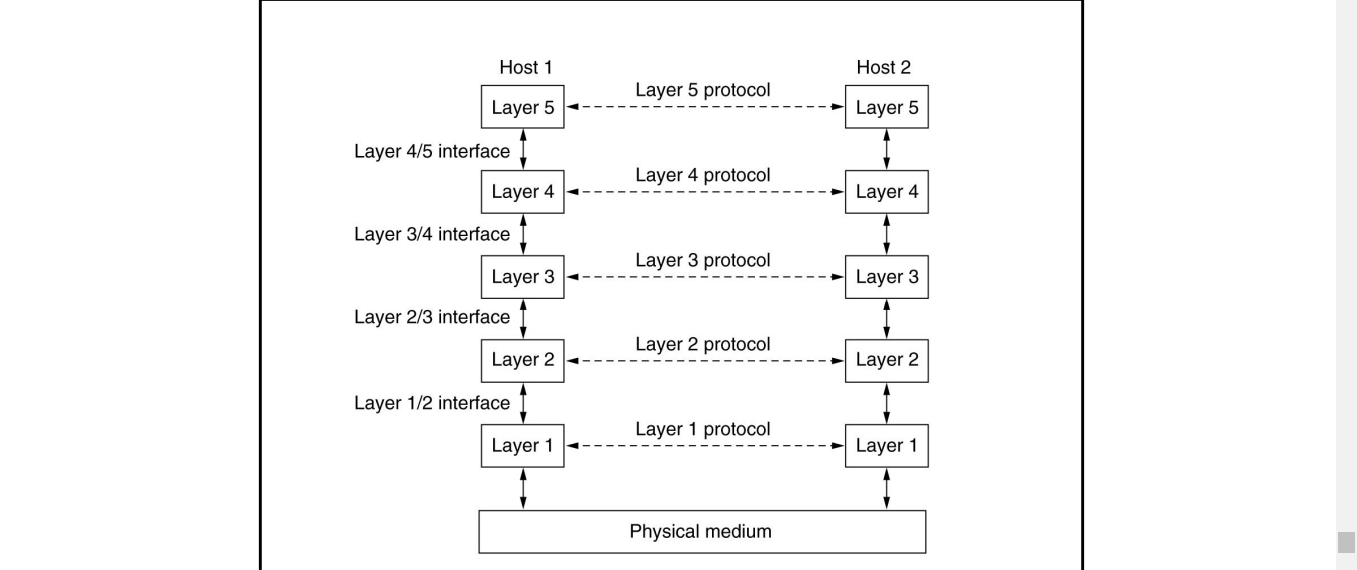 Host 1
Host 2
Layer 5 protocol
Layer 5
Layer 5
Layer 4/5 interface
Layer 4 protocol
Layer 4
Layer 4
Layer 3/4 interface
Layer 3 protocol
Layer 3
Layer 3
Layer 2/3 interface
Layer 2 protocol
Layer 2
Layer 2
Layer 1/2 interface
Layer 1 protocol
Layer 1
Layer 1
Physical medium